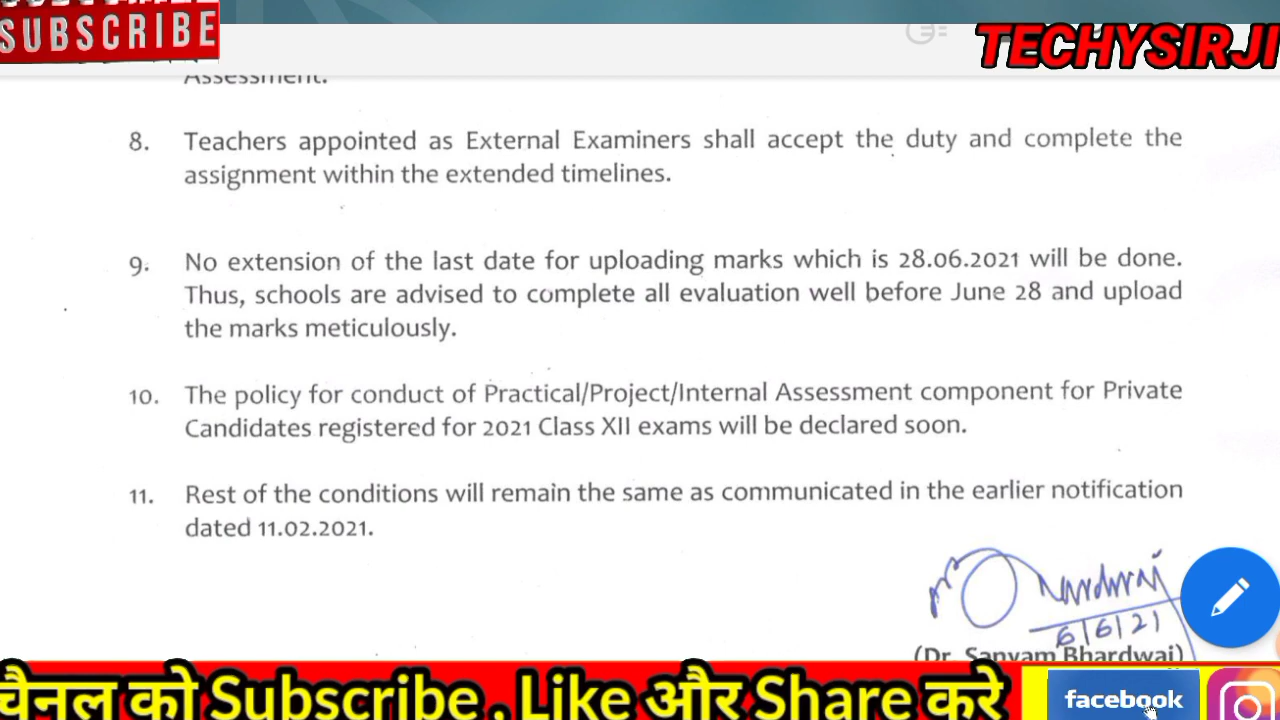 SUBSCRIBE
TECHYSIRJI
Assessment.
8. Teachers appointed as External Examiners shall accept the duty and complete the
assignment within the extended timelines.
9. No extension of the last date for uploading marks which is 28.06.2021 will be done.
Thus, schools are advised to complete all evaluation well before June 28 and upload
the marks meticulously.
10. The policy for conduct of Practical/Project/Internal Assessment component for Private
Candidates registered for 2021 Class XII exams will be declared soon.
11. Rest of the conditions will remain the same as communicated in the earlier notification
dated 11.02.2021.
6/6/21
(Dr. Sanyam Bhardwaj)
चैनल को Subscribe , Like और Share करे
facebook